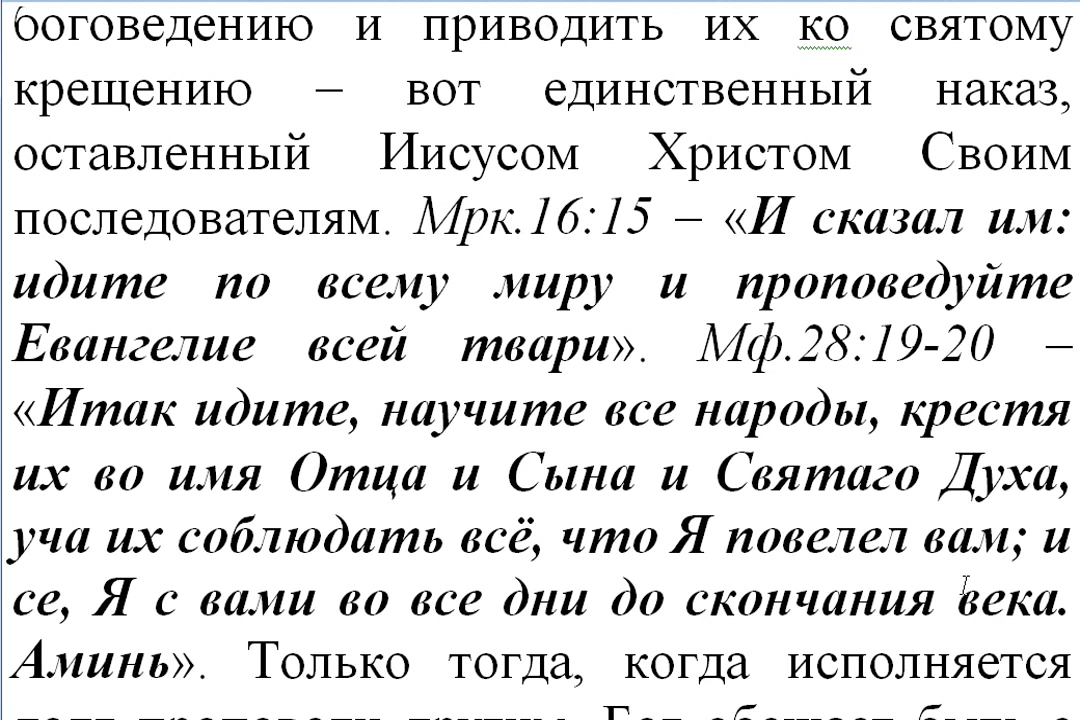 боговедению и приводить их ко святому
крещению – вот единственный наказ,
оставленный Иисусом Христом Своим
последователям. Мрк.16:15 – «И сказал им:
идите по всему миру и проповедуйте
Евангелие всей твари». Мф.28:19-20 –
«Итак идите, научите все народы, крестя
их во имя Отца и Сына и Святаго Духа,
уча их соблюдать всё, что Я повелел вам; и
се, Я с вами во все дни до скончания века.
Аминь». Только тогда, когда исполняется